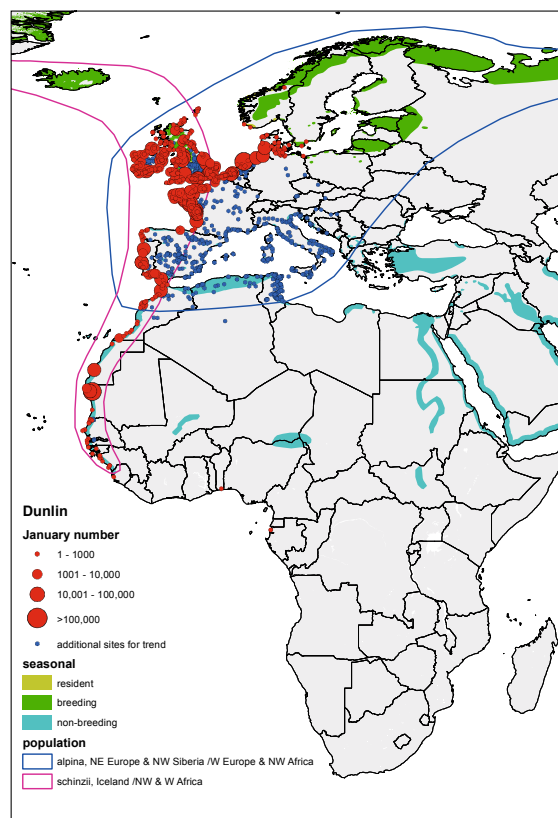 Dunlin
January number
1 - 1000
1001 - 10,000
10,001 - 100,000
>100,000
additional sites for trend
seasonal
resident
breeding
non-breeding
population
alpina, NE Europe & NW Siberia /W Europe & NW Africa
schinzii, Iceland /NW & W Africa